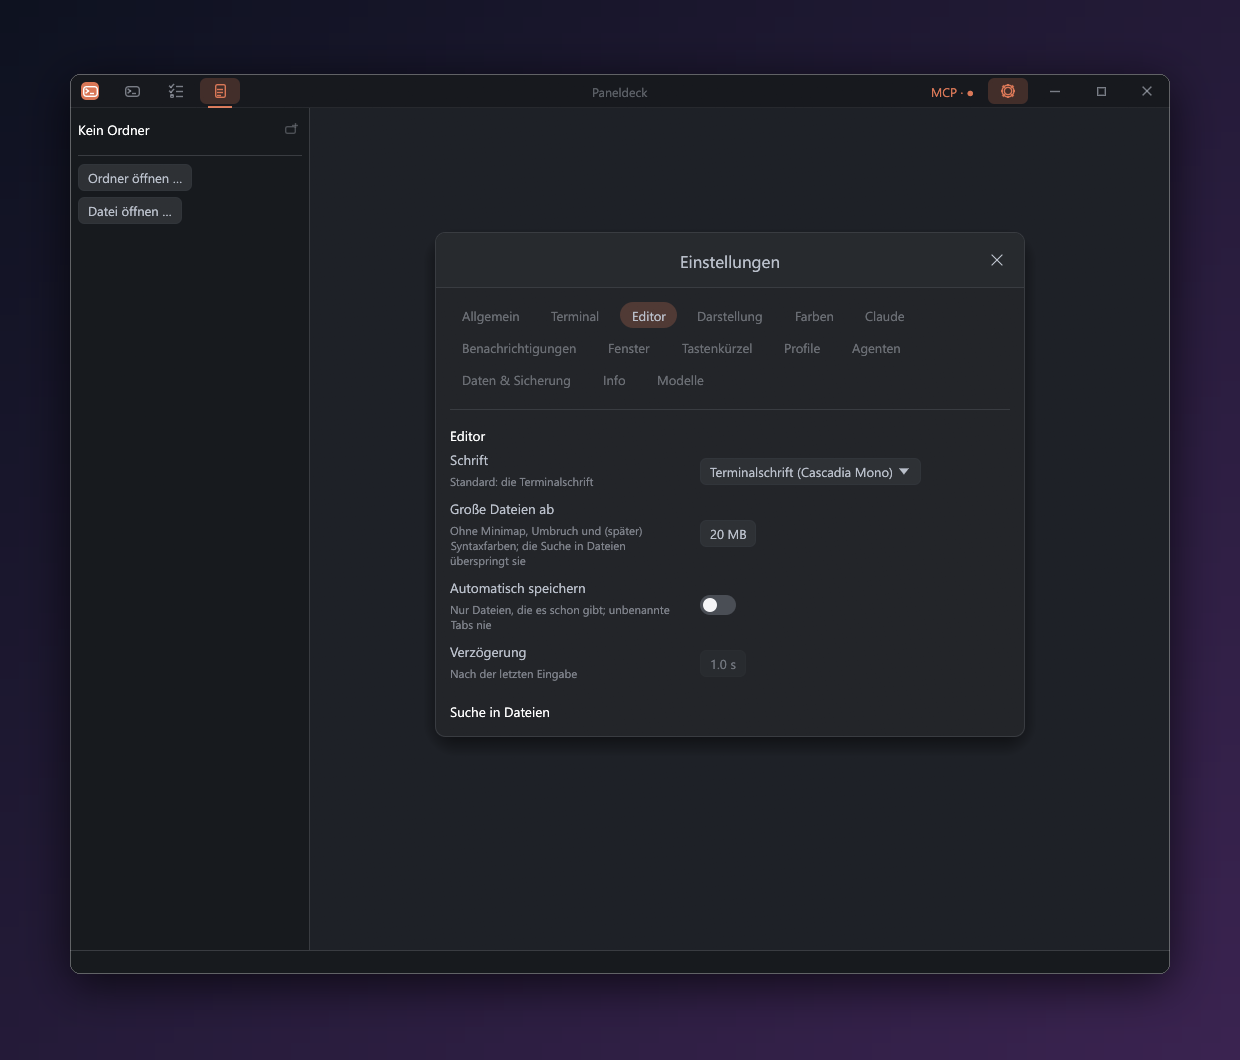 Paneldeck
MCP · ●
Kein Ordner
Ordner öffnen ...
Datei öffnen ...
Einstellungen
Allgemein Terminal Editor Darstellung Farben Claude
Benachrichtigungen Fenster Tastenkürzel Profile Agenten
Daten & Sicherung Info Modelle
Editor
Schrift
Standard: die Terminalschrift
Terminalschrift (Cascadia Mono)
Große Dateien ab
Ohne Minimap, Umbruch und (später)
Syntaxfarben; die Suche in Dateien
überspringt sie
20 MB
Automatisch speichern
Nur Dateien, die es schon gibt; unbenannte
Tabs nie
Verzögerung
Nach der letzten Eingabe
1.0 s
Suche in Dateien